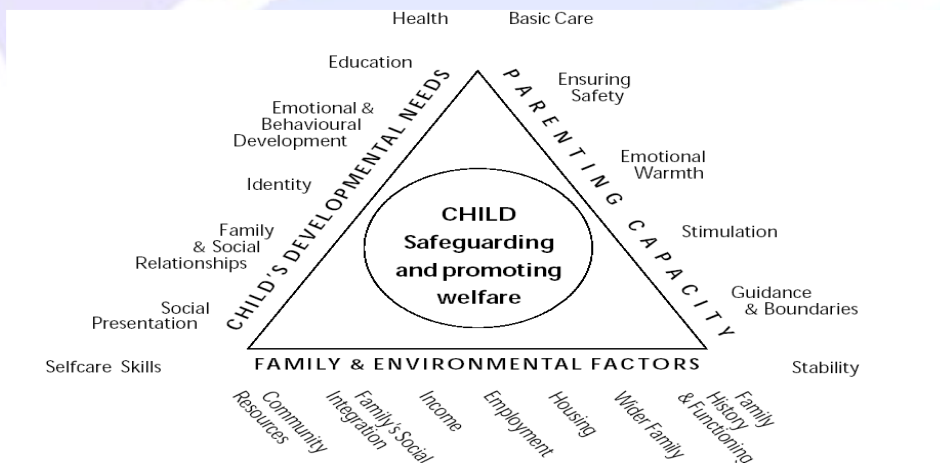 Health
Education
Emotional &
Behavioural
Development
Identity
Family
& Social
Relationships
Social
Presentation
Selfcare Skills
CHILD'S DEVELOPMENTAL NEEDS
Basic Care
Ensuring
Safety
Emotional
Warmth
Stimulation
Guidance
& Boundaries
Stability
PARENTING CAPACITY
CHILD
Safeguarding
and promoting
welfare
FAMILY & ENVIRONMENTAL FACTORS
Community
Resources
Family's Social
Integration
Income
Employment
Housing
Wider Family
Family
History
& Functioning